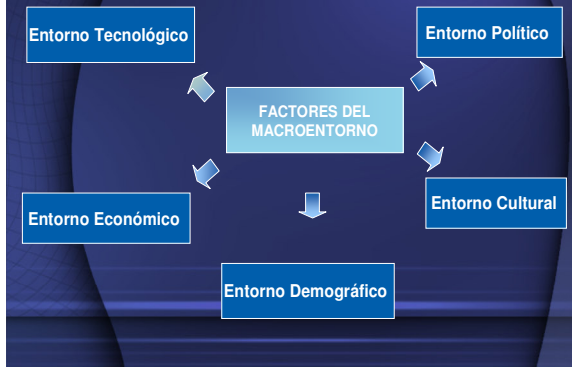 Entorno Tecnológico
Entorno Político
FACTORES DEL
MACROENTORNO
Entorno Económico
Entorno Cultural
Entorno Demográfico